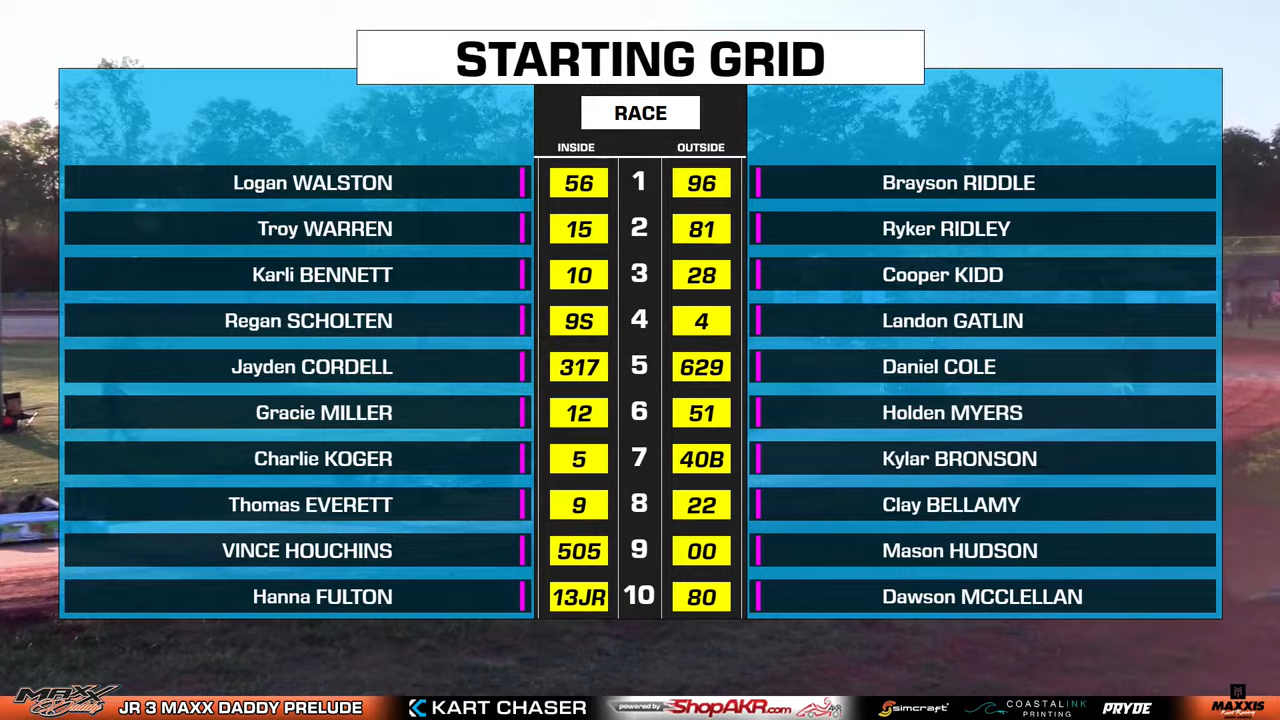 STARTING GRID
RACE
INSIDE OUTSIDE
Logan WALSTON 56 1 96 Brayson RIDDLE
Troy WARREN 15 2 81 Ryker RIDLEY
Karli BENNETT 10 3 28 Cooper KIDD
Regan SCHOLTEN 9S 4 4 Landon GATLIN
Jayden CORDELL 317 5 629 Daniel COLE
Gracie MILLER 12 6 51 Holden MYERS
Charlie KOGER 5 7 40B Kylar BRONSON
Thomas EVERETT 9 8 22 Clay BELLAMY
VINCE HOUCHINS 505 9 00 Mason HUDSON
Hanna FULTON 13JR 10 80 Dawson MCCLELLAN
MAXX Daddy JR 3 MAXX DADDY PRELUDE KART CHASER powered by ShopAKR.com simcraft COASTALINK PRINTING PRYDE MAXXIS